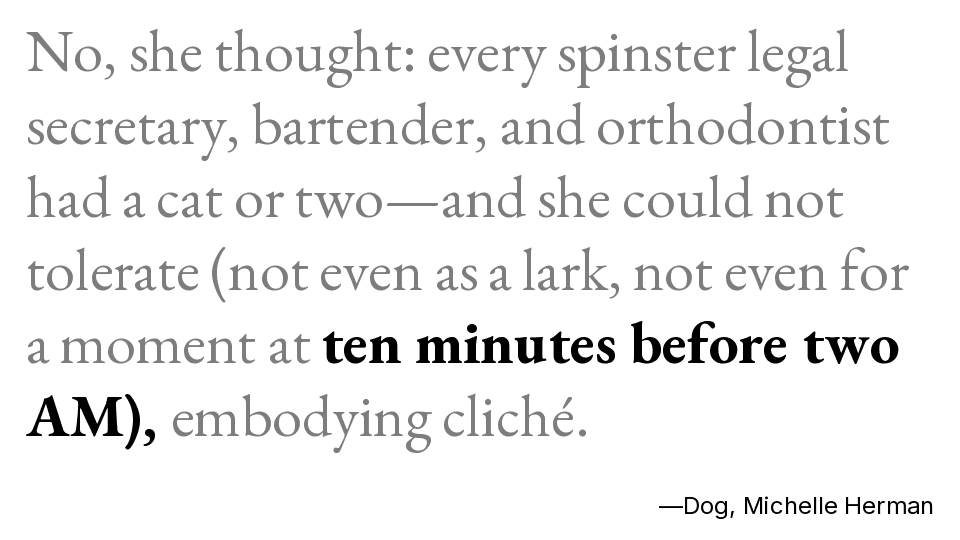 No, she thought: every spinster legal
secretary, bartender, and orthodontist
had a cat or two—and she could not
tolerate (not even as a lark, not even for
a moment at ten minutes before two
AM), embodying cliché.
—Dog, Michelle Herman